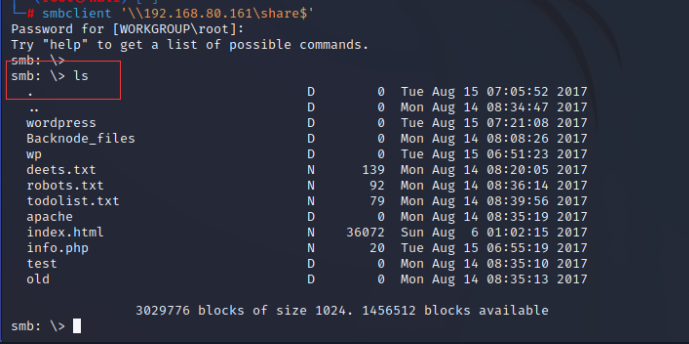 └─# smbclient '\\192.168.80.161\share$'
Password for [WORKGROUP\root]:
Try "help" to get a list of possible commands.
smb: \>
smb: \> ls
  .                                   D        0  Tue Aug 15 07:05:52 2017
  ..                                  D        0  Mon Aug 14 08:34:47 2017
  wordpress                           D        0  Tue Aug 15 07:21:08 2017
  Backnode_files                      D        0  Mon Aug 14 08:08:26 2017
  wp                                  D        0  Tue Aug 15 06:51:23 2017
  deets.txt                           N      139  Mon Aug 14 08:20:05 2017
  robots.txt                          N       92  Mon Aug 14 08:36:14 2017
  todolist.txt                        N       79  Mon Aug 14 08:39:56 2017
  apache                              D        0  Mon Aug 14 08:35:19 2017
  index.html                          N    36072  Sun Aug  6 01:02:15 2017
  info.php                            N       20  Tue Aug 15 06:55:19 2017
  test                                D        0  Mon Aug 14 08:35:10 2017
  old                                 D        0  Mon Aug 14 08:35:13 2017
3029776 blocks of size 1024. 1456512 blocks available
smb: \>